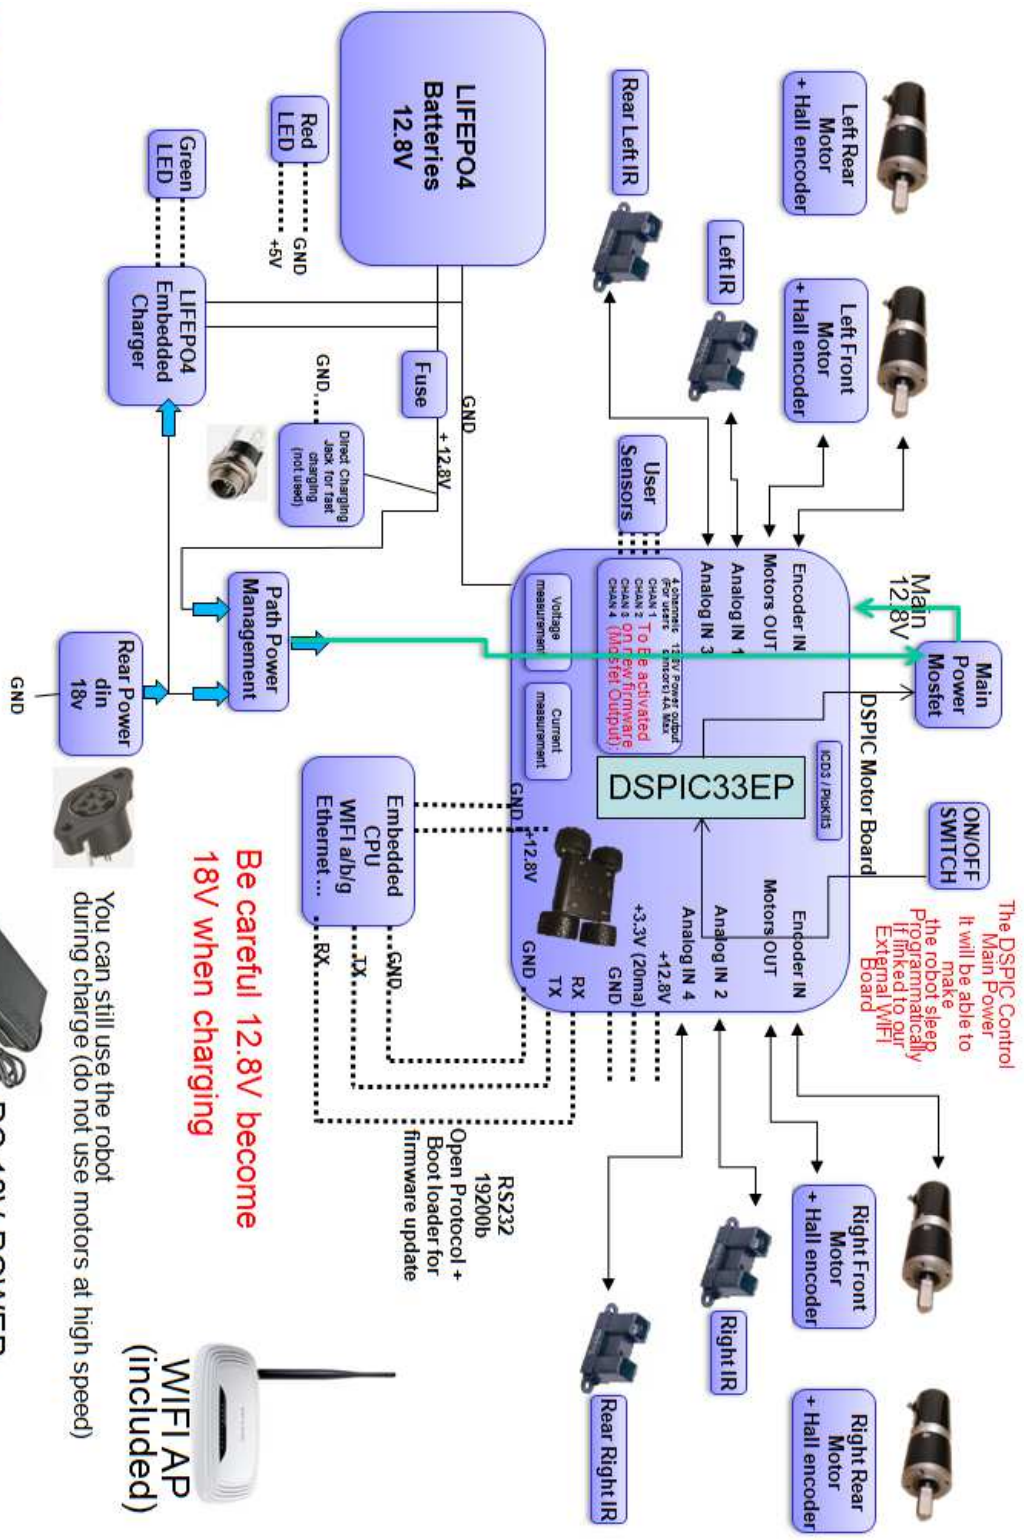 Left Rear
Motor
+ Hall encoder
Left Front
Motor
+ Hall encoder
Right Front
Motor
+ Hall encoder
Right Rear
Motor
+ Hall encoder
Rear Left IR
Left IR
Right IR
Rear Right IR
Main
12.8V
Main
Power
Mosfet
ON/OFF
SWITCH
The DSPIC Control
Main Power
It will be able to
make
the robot sleep
Programmatically
if linked to our
External WIFI
Board
DSPIC Motor Board
Encoder IN
Motors OUT
Analog IN 1
Analog IN 3
ICD3 / PicKit3
DSPIC33EP
Encoder IN
Motors OUT
Analog IN 2
Analog IN 4
+12.8V
+3.3V (20ma)
GND
RX
TX
GND
User
Sensors
4 channels 12.8V Power output
(For users sensors) 4A Max
CHAN 1
CHAN 2
CHAN 3
CHAN 4
To Be activated
on new firmware
(Mosfet Output):
Voltage
measurement
Current
measurement
GND
+12.8V
LIFEPO4
Batteries
12.8V
Red
LED
GND
+5V
Green
LED
LIFEPO4
Embedded
Charger
Fuse
GND
+ 12.8V
Direct Charging
Jack for fast
charging
(not used)
GND
Path Power
Management
Rear Power
din
18v
GND
Embedded
CPU
WIFI a/b/g
Ethernet ...
GND
TX
RX
RS232
19200b
Open Protocol +
Boot loader for
firmware update
Be careful 12.8V become
18V when charging
You can still use the robot
during charge (do not use motors at high speed)
WIFI AP
(included)